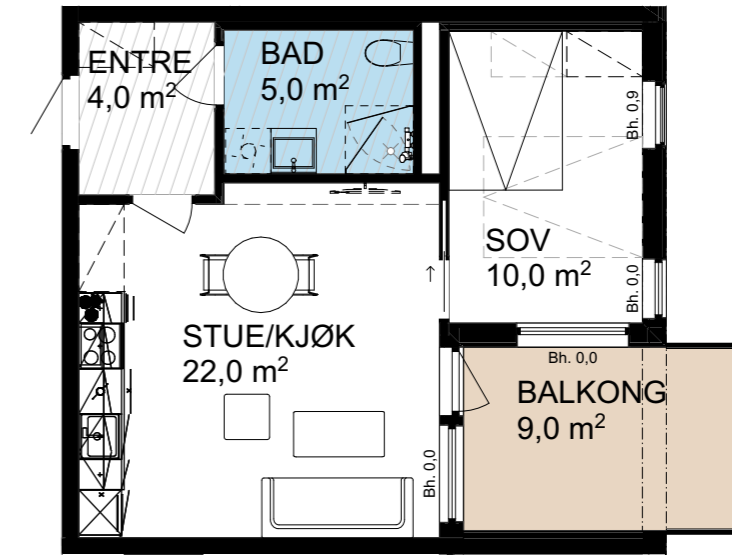 ENTRE
4,0 m²
BAD
5,0 m²
Bh. 0,9
SOV
10,0 m²
Bh. 0,0
STUE/KJØK
22,0 m²
Bh. 0,0
BALKONG
9,0 m²
Bh. 0,0